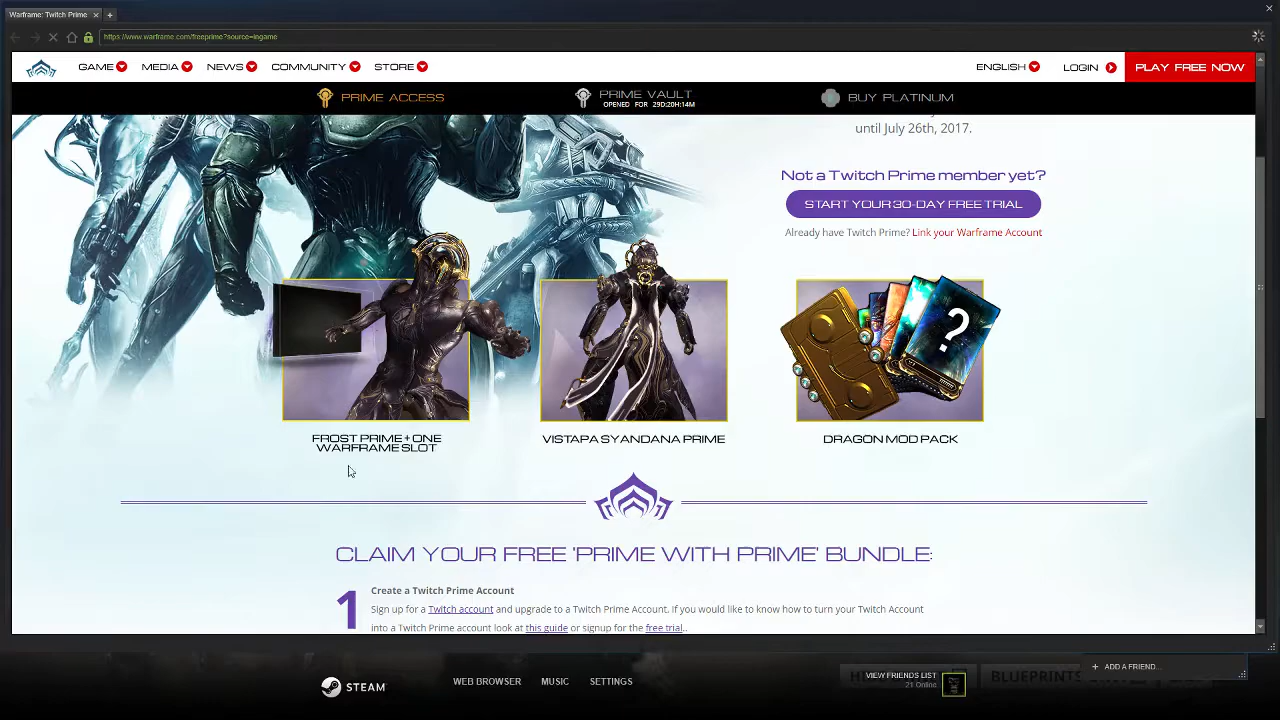 Warframe: Twitch Prime
https://www.warframe.com/freeprime?source=ingame
GAME MEDIA NEWS COMMUNITY STORE ENGLISH LOGIN PLAY FREE NOW
PRIME ACCESS PRIME VAULT BUY PLATINUM
OPENED FOR 29D:20H:14M
until July 26th, 2017.
Not a Twitch Prime member yet?
START YOUR 30-DAY FREE TRIAL
Already have Twitch Prime? Link your Warframe Account
?
FROST PRIME + ONE
WARFRAME SLOT
VISTAPA SYANDANA PRIME
DRAGON MOD PACK
CLAIM YOUR FREE 'PRIME WITH PRIME' BUNDLE:
1
Create a Twitch Prime Account
Sign up for a Twitch account and upgrade to a Twitch Prime Account. If you would like to know how to turn your Twitch Account
into a Twitch Prime account look at this guide or signup for the free trial..
+ ADD A FRIEND...
STEAM WEB BROWSER MUSIC SETTINGS
VIEW FRIENDS LIST
21 Online
BLUEPRINTS